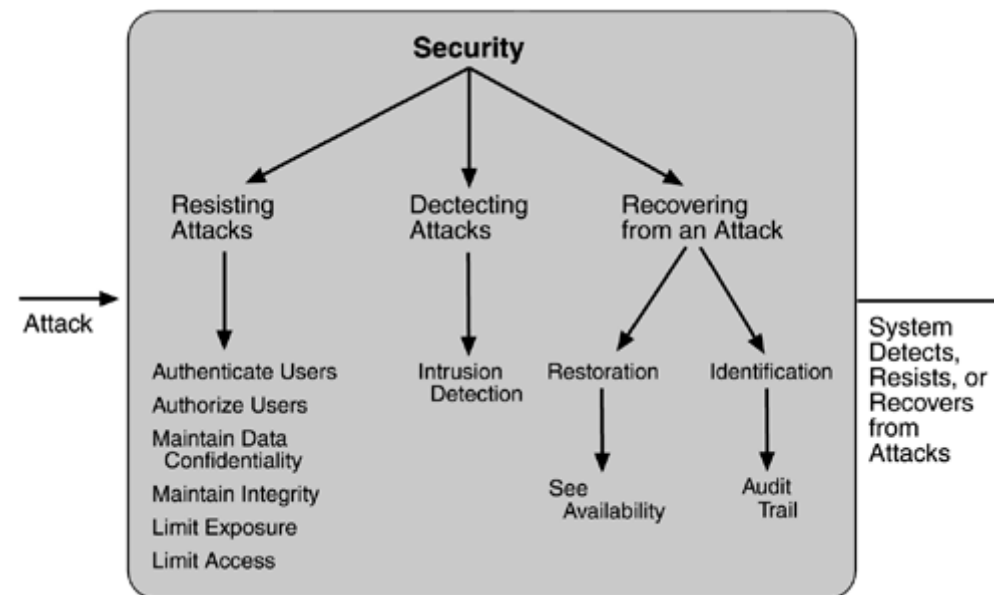 Security
Resisting
Attacks
Dectecting
Attacks
Recovering
from an Attack
Attack
Authenticate Users
Authorize Users
Maintain Data
Confidentiality
Maintain Integrity
Limit Exposure
Limit Access
Intrusion
Detection
Restoration
Identification
See
Availability
Audit
Trail
System
Detects,
Resists, or
Recovers
from
Attacks